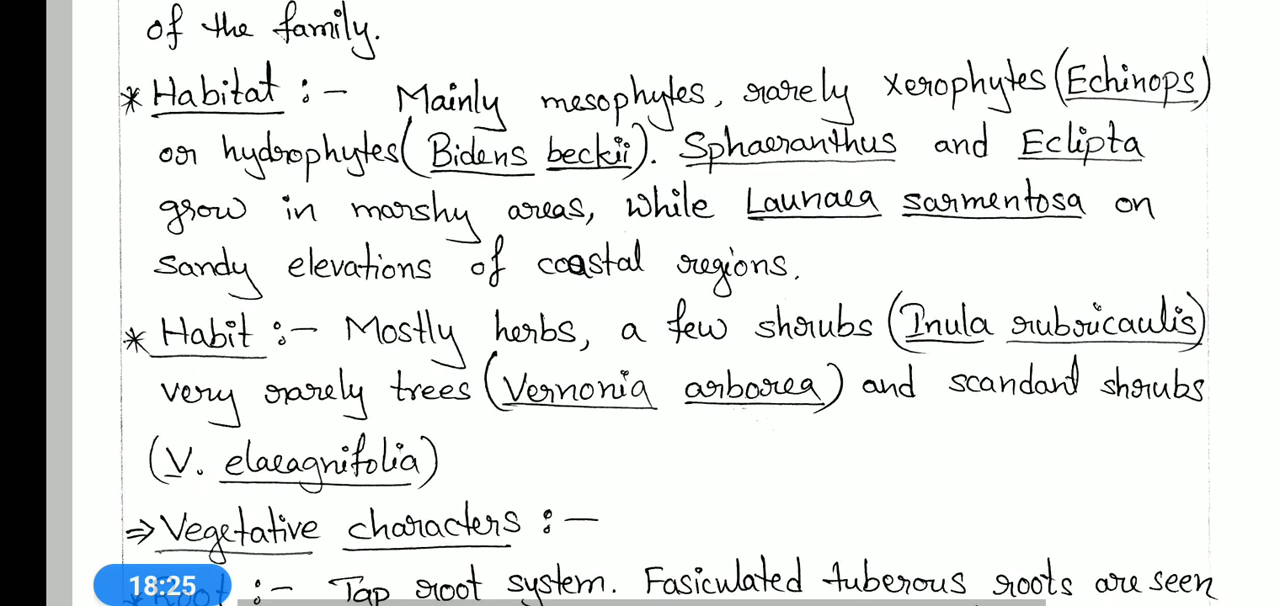 of the family.
* Habitat :- Mainly mesophytes, rarely xerophytes (Echinops)
or hydrophytes (Bidens beckii). Sphaeranthus and Eclipta
grow in marshy areas, while Launaea sarmentosa on
sandy elevations of coastal regions.
* Habit :- Mostly herbs, a few shrubs (Inula rubricaulis)
very rarely trees (Vernonia arborea) and scandant shrubs
(V. elaeagnifolia)
⇒ Vegetative characters :-
* Root :- Tap root system. Fasiculated tuberous roots are seen
18:25